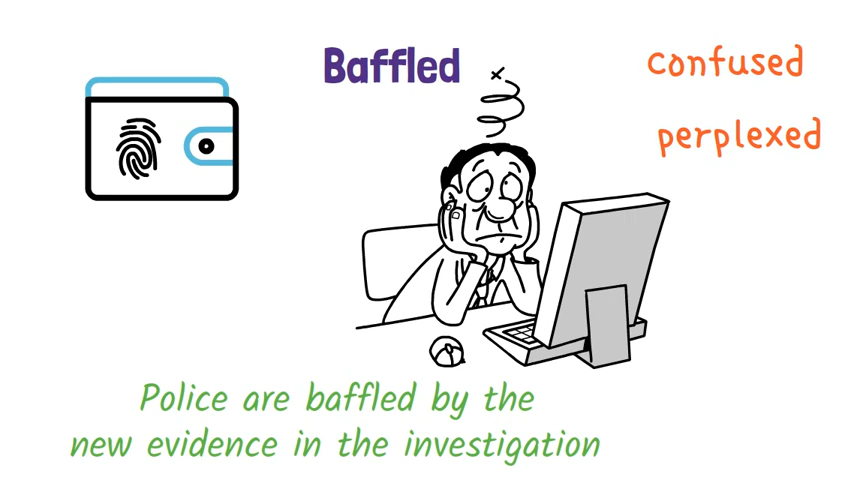 Baffled
confused
perplexed
Police are baffled by the
new evidence in the investigation